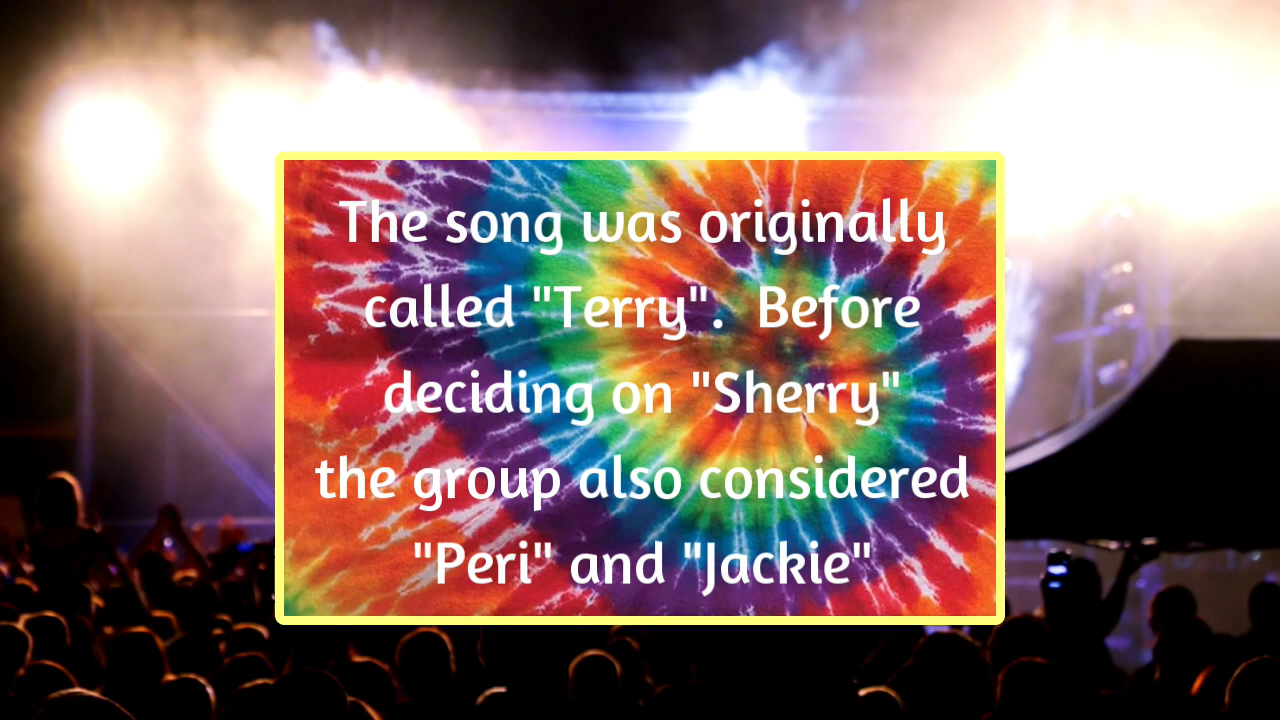 The song was originally
called "Terry".  Before
deciding on "Sherry"
the group also considered
"Peri" and "Jackie"